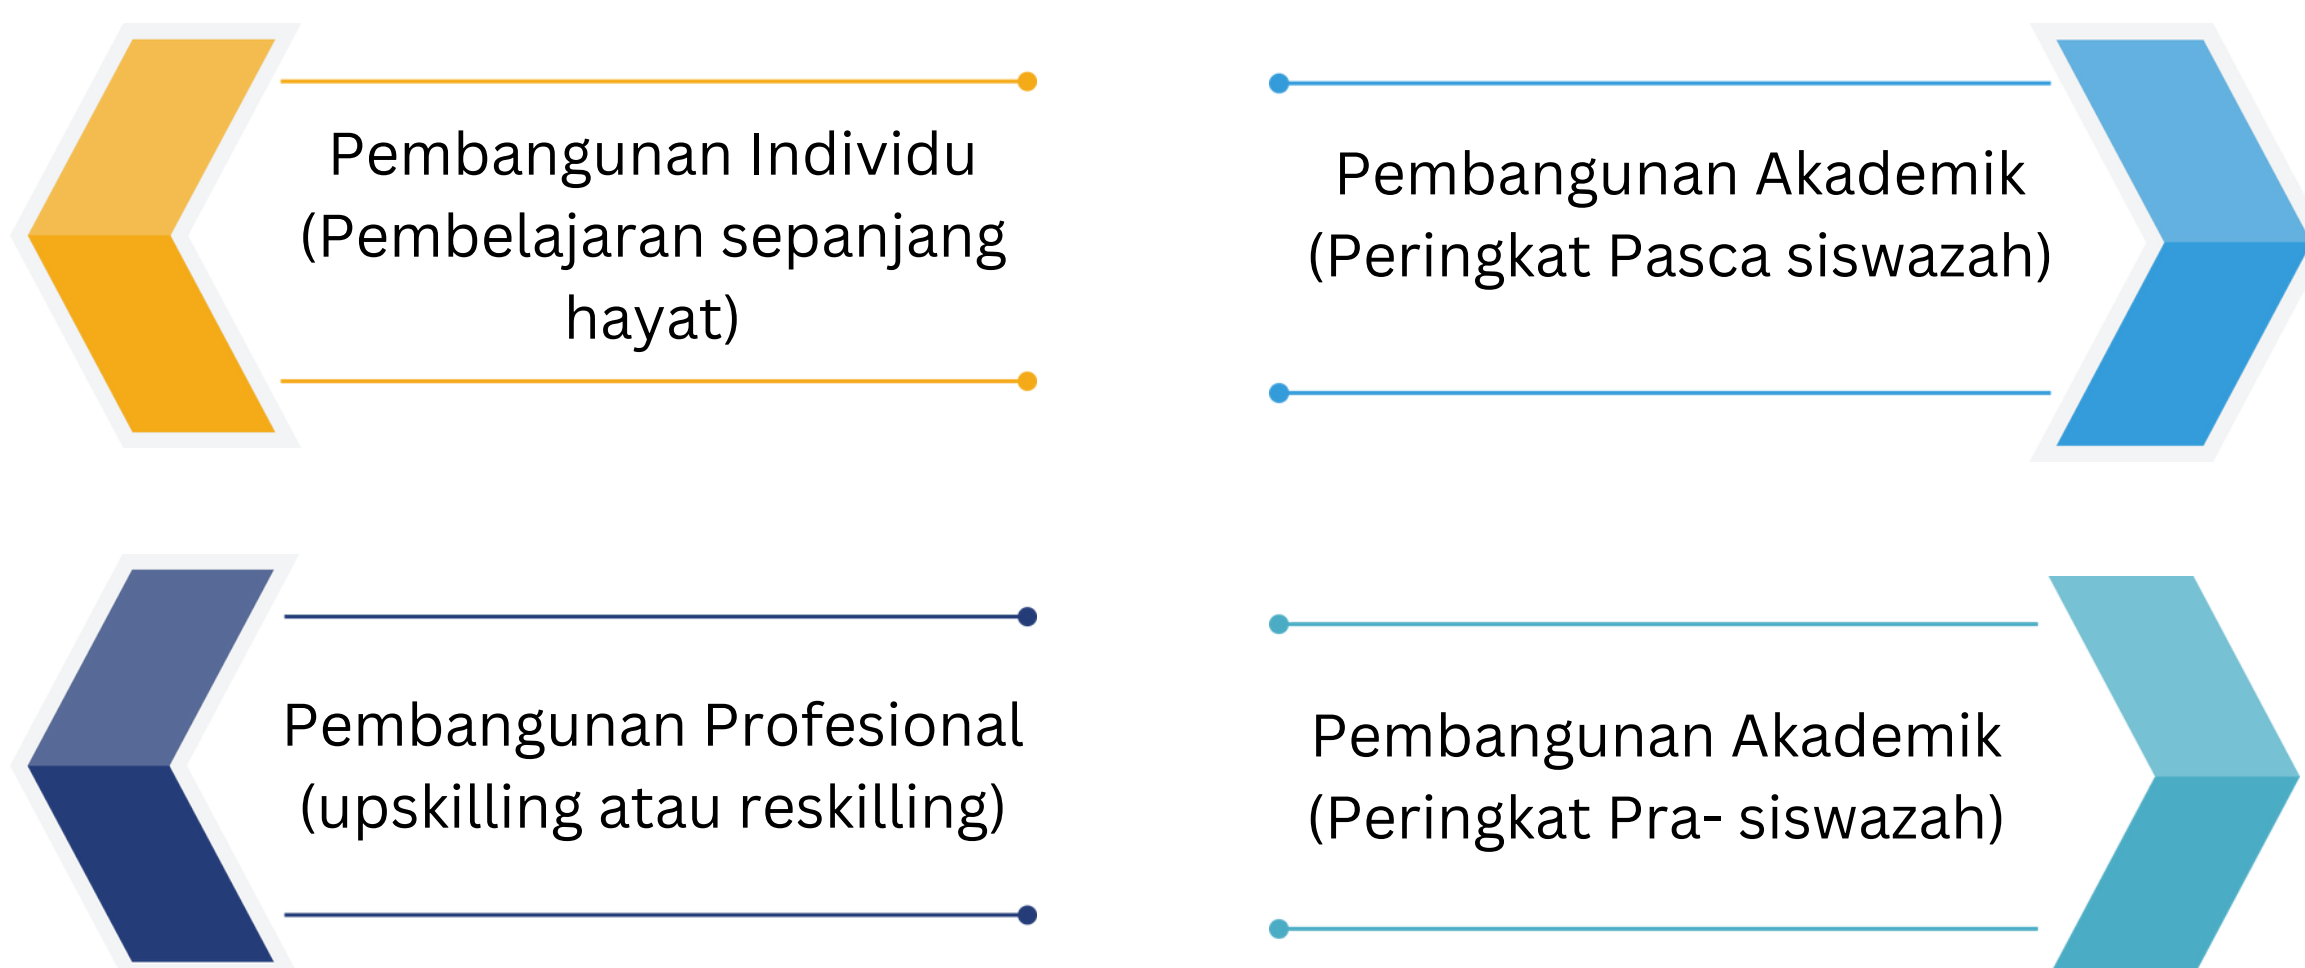 Pembangunan Individu
(Pembelajaran sepanjang
hayat)
Pembangunan Akademik
(Peringkat Pasca siswazah)
Pembangunan Profesional
(upskilling atau reskilling)
Pembangunan Akademik
(Peringkat Pra- siswazah)